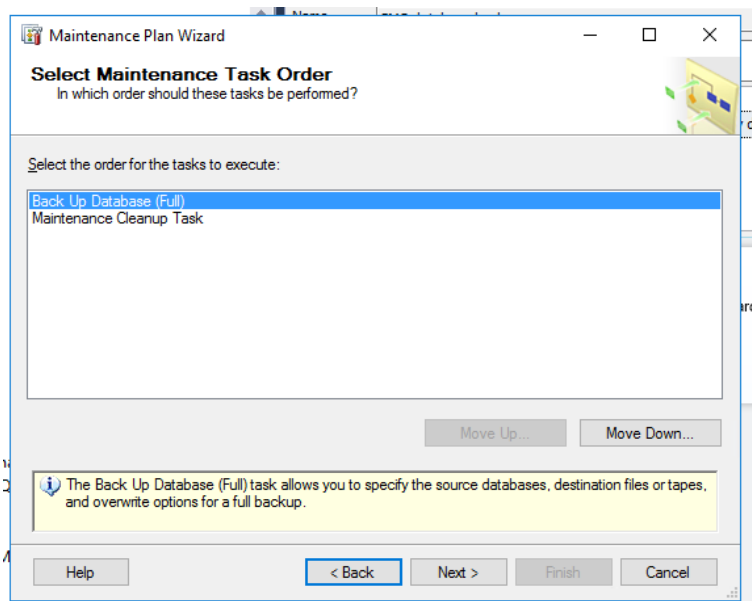 Name
Maintenance Plan Wizard
Select Maintenance Task Order
In which order should these tasks be performed?
Select the order for the tasks to execute:
Back Up Database (Full)
Maintenance Cleanup Task
Move Up...
Move Down...
The Back Up Database (Full) task allows you to specify the source databases, destination files or tapes,
and overwrite options for a full backup.
Help
< Back
Next >
Finish
Cancel